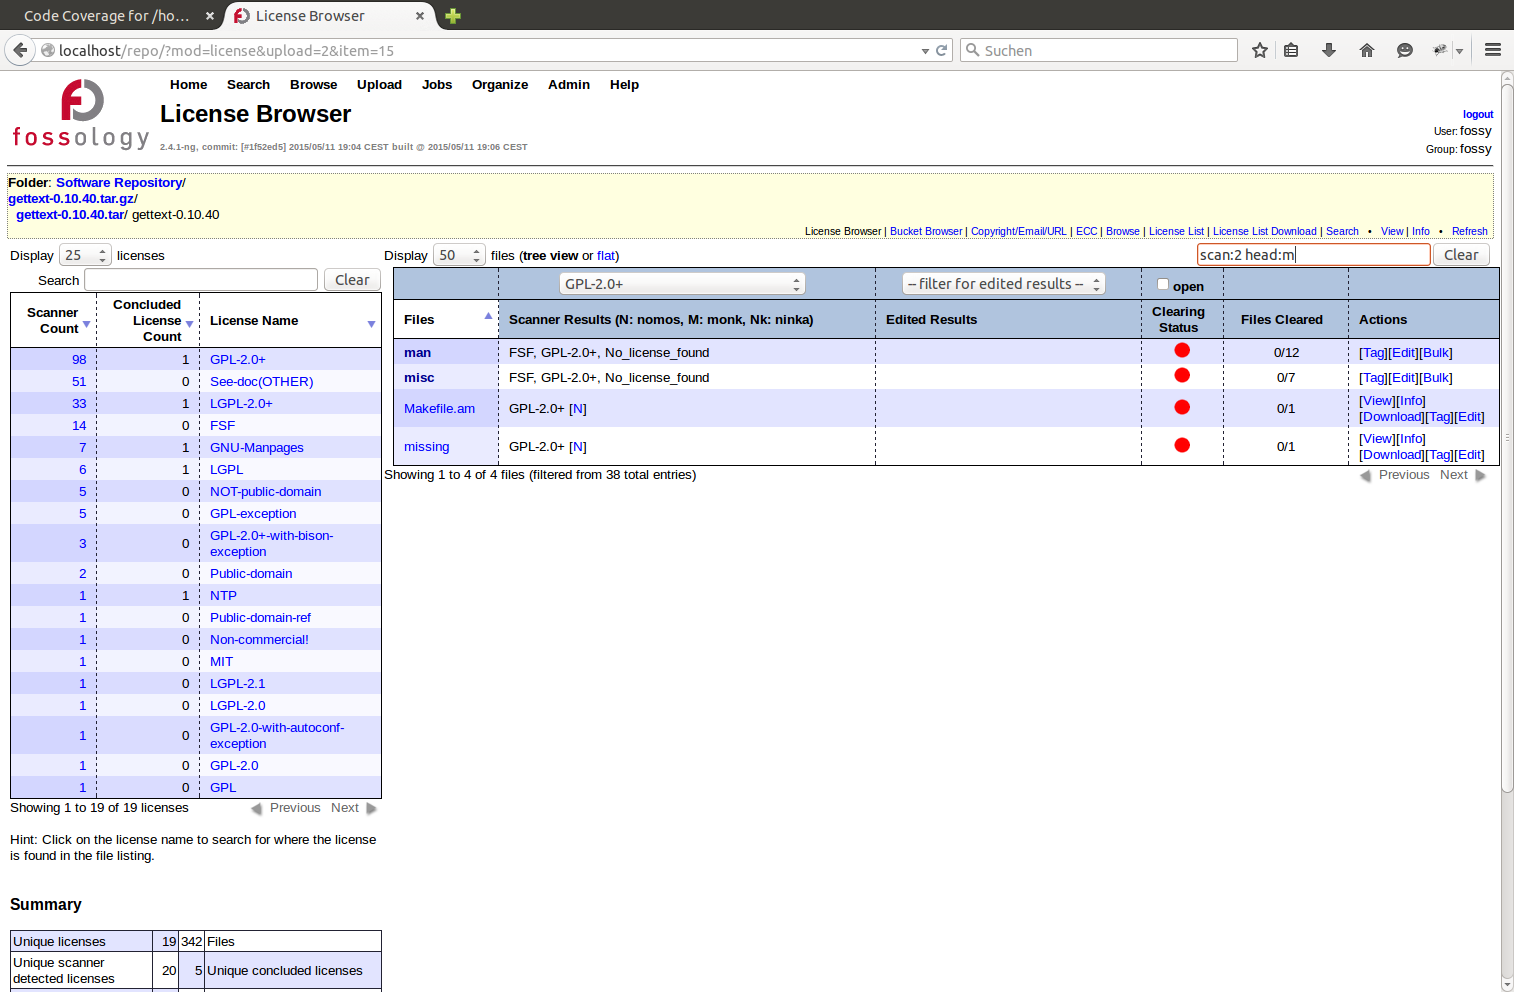 Code Coverage for /ho...
License Browser
localhost/repo/?mod=license&upload=2&item=15
Suchen
fossology
Home Search Browse Upload Jobs Organize Admin Help
License Browser
2.4.1-ng, commit: [#1f52ed5] 2015/05/11 19:04 CEST built @ 2015/05/11 19:06 CEST
logout
User: fossy
Group: fossy
Folder: Software Repository/
gettext-0.10.40.tar.gz/
gettext-0.10.40.tar/ gettext-0.10.40
License Browser | Bucket Browser | Copyright/Email/URL | ECC | Browse | License List | License List Download | Search • View | Info • Refresh
Display 25 licenses
Search Clear
Scanner Count Concluded License Count License Name
98 1 GPL-2.0+
51 0 See-doc(OTHER)
33 1 LGPL-2.0+
14 0 FSF
7 1 GNU-Manpages
6 1 LGPL
5 0 NOT-public-domain
5 0 GPL-exception
3 0 GPL-2.0+-with-bison-exception
2 0 Public-domain
1 1 NTP
1 0 Public-domain-ref
1 0 Non-commercial!
1 0 MIT
1 0 LGPL-2.1
1 0 LGPL-2.0
1 0 GPL-2.0-with-autoconf-exception
1 0 GPL-2.0
1 0 GPL
Showing 1 to 19 of 19 licenses Previous Next
Hint: Click on the license name to search for where the license
is found in the file listing.
Summary
Unique licenses 19 342 Files
Unique scanner detected licenses 20 5 Unique concluded licenses
Display 50 files (tree view or flat) scan:2 head:m Clear
GPL-2.0+ -- filter for edited results -- open
Files Scanner Results (N: nomos, M: monk, Nk: ninka) Edited Results Clearing Status Files Cleared Actions
man FSF, GPL-2.0+, No_license_found 0/12 [Tag][Edit][Bulk]
misc FSF, GPL-2.0+, No_license_found 0/7 [Tag][Edit][Bulk]
Makefile.am GPL-2.0+ [N] 0/1 [View][Info]
[Download][Tag][Edit]
missing GPL-2.0+ [N] 0/1 [View][Info]
[Download][Tag][Edit]
Showing 1 to 4 of 4 files (filtered from 38 total entries) Previous Next